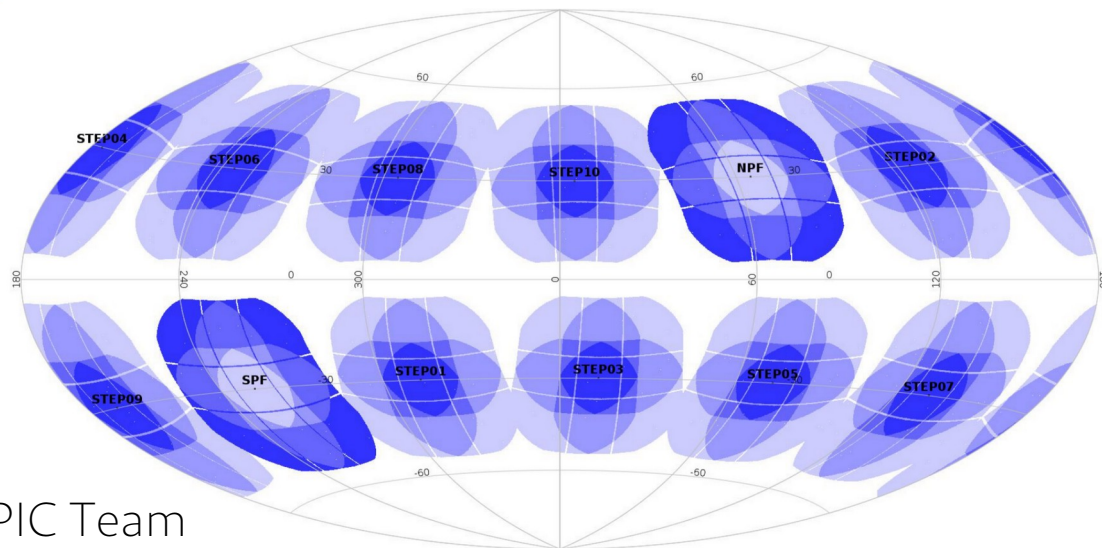 60 60
STEP04
STEP06 STEP08 STEP10 NPF STEP02
30 30
180 240 0 300 0 60 0 120
SPF STEP01 STEP03 STEP05 STEP07
-30
STEP09
-60 -60
PIC Team